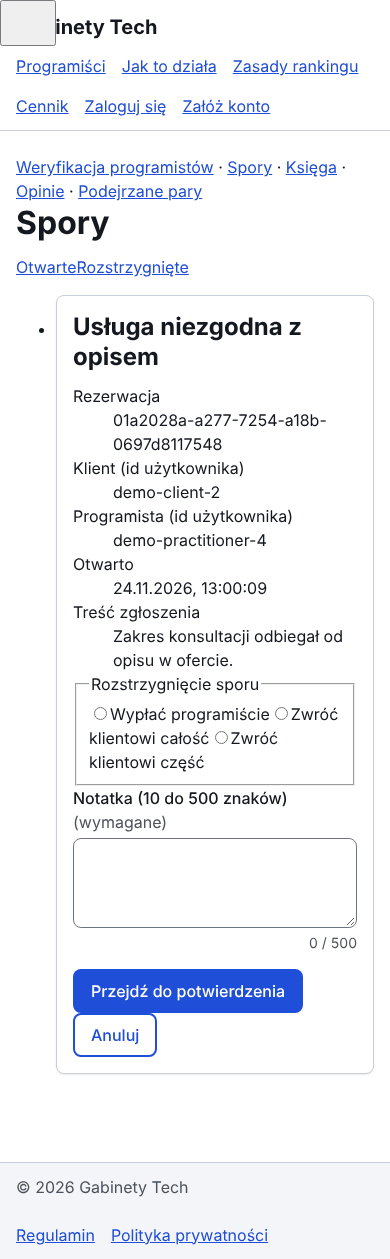 inety Tech
Programiści Jak to działa Zasady rankingu
Cennik Zaloguj się Załóż konto
Weryfikacja programistów · Spory · Księga ·
Opinie · Podejrzane pary
Spory
OtwarteRozstrzygnięte
Usługa niezgodna z
opisem
Rezerwacja
01a2028a-a277-7254-a18b-
0697d8117548
Klient (id użytkownika)
demo-client-2
Programista (id użytkownika)
demo-practitioner-4
Otwarto
24.11.2026, 13:00:09
Treść zgłoszenia
Zakres konsultacji odbiegał od
opisu w ofercie.
Rozstrzygnięcie sporu
Wypłać programiście Zwróć
klientowi całość Zwróć
klientowi część
Notatka (10 do 500 znaków)
(wymagane)
0 / 500
Przejdź do potwierdzenia
Anuluj
© 2026 Gabinety Tech
Regulamin Polityka prywatności